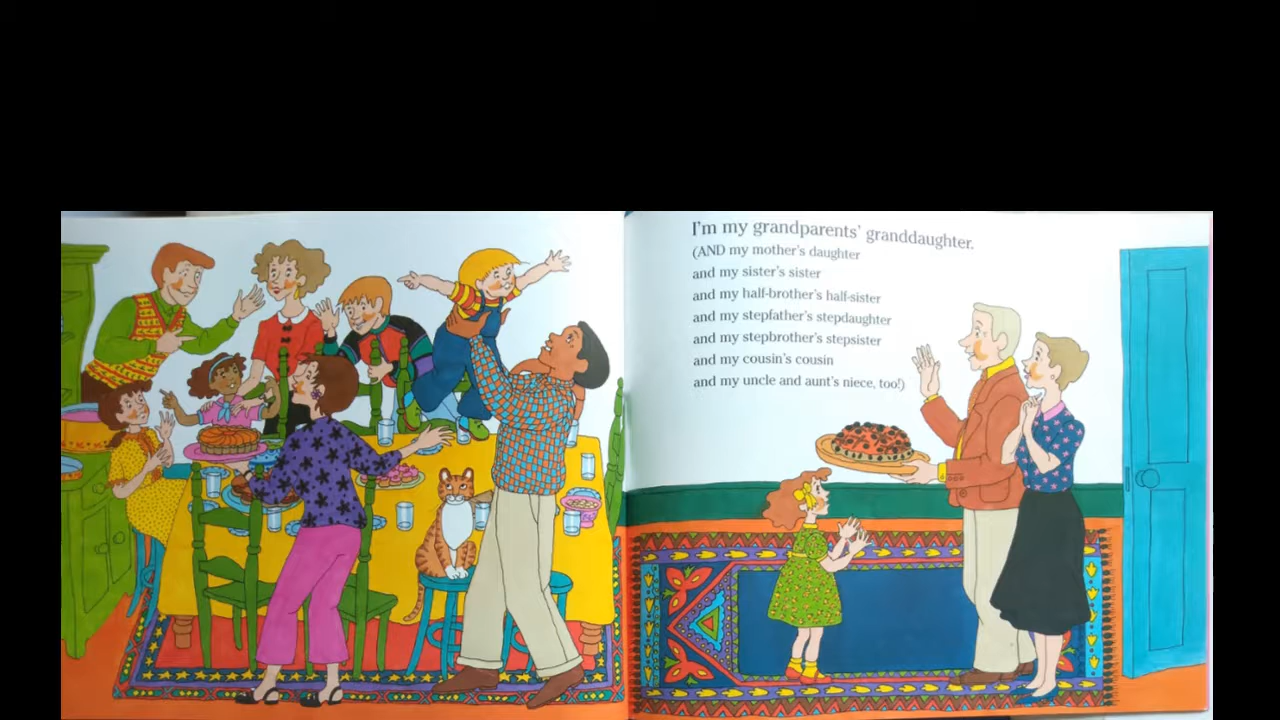 I'm my grandparents' granddaughter.
(AND my mother's daughter
and my sister's sister
and my half-brother's half-sister
and my stepfather's stepdaughter
and my stepbrother's stepsister
and my cousin's cousin
and my uncle and aunt's niece, too!)